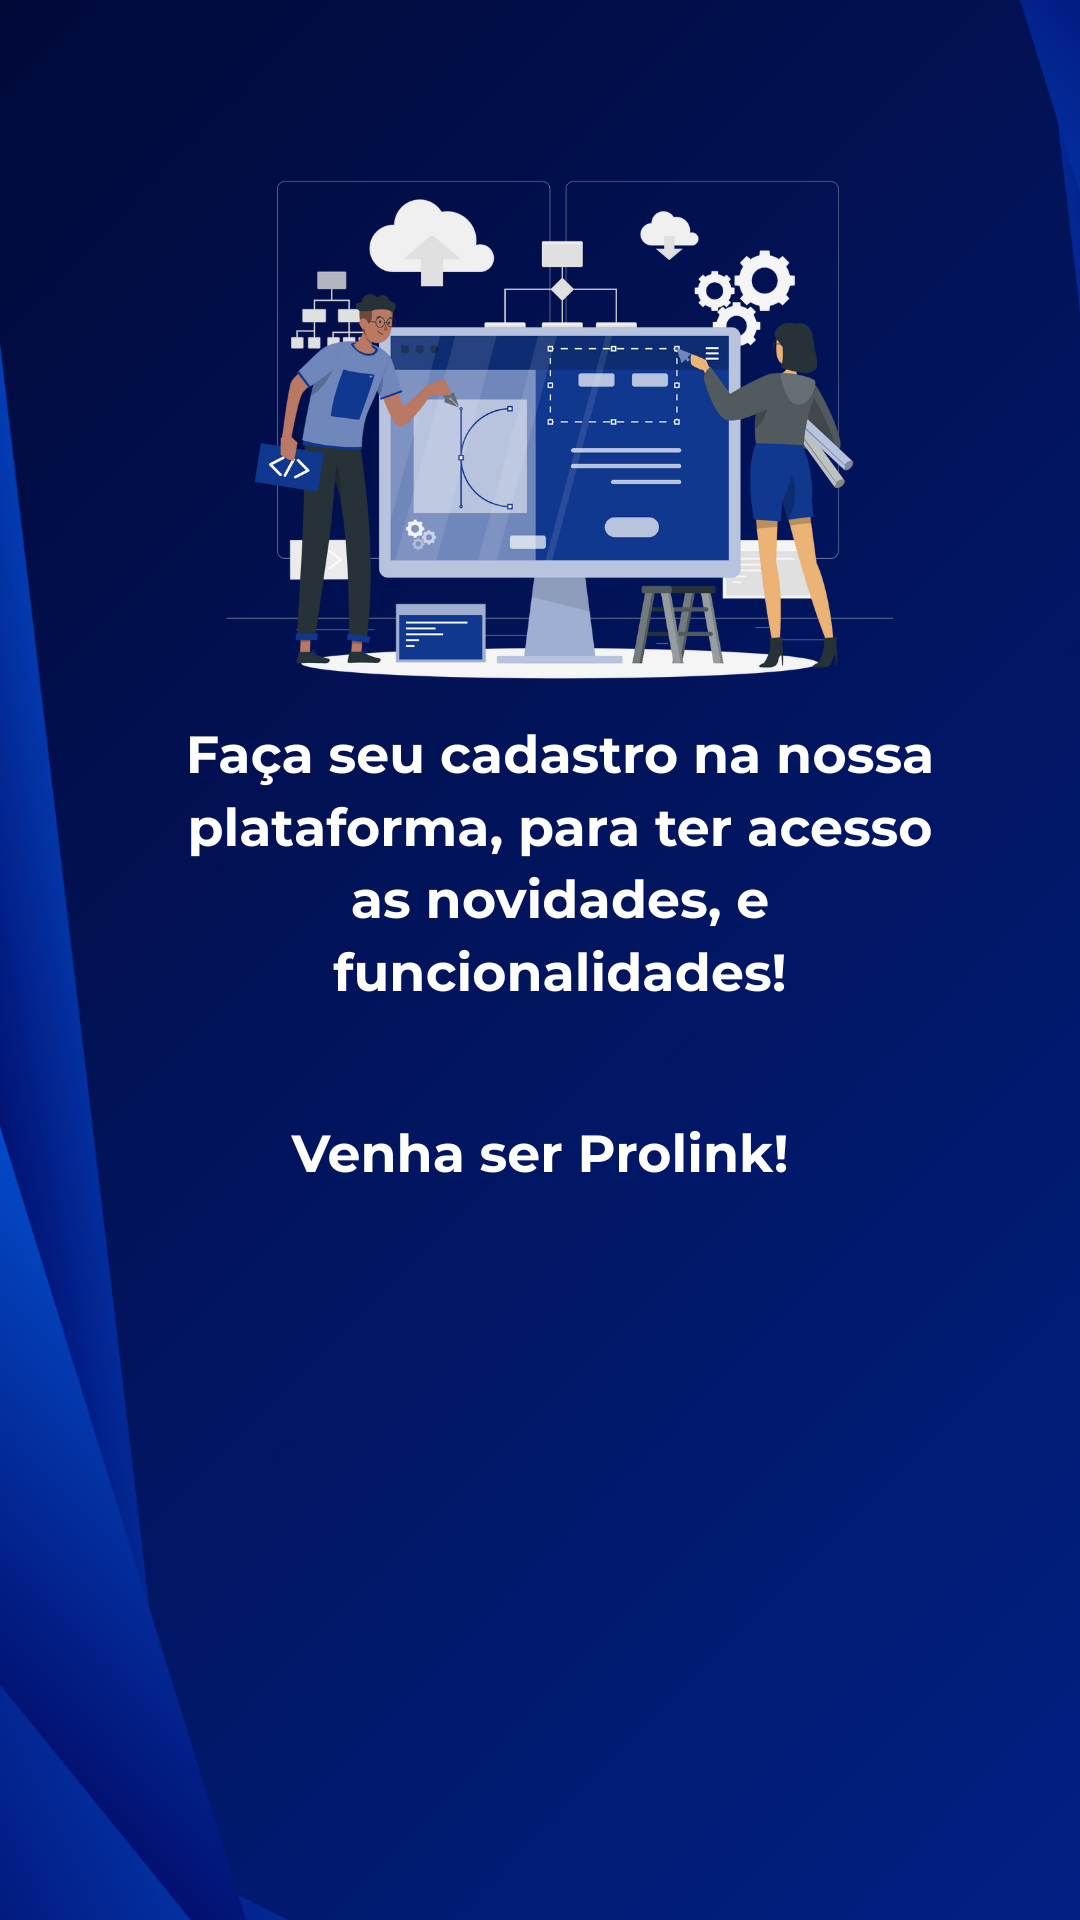 Faça seu cadastro na nossa
plataforma, para ter acesso
as novidades, e
funcionalidades!
Venha ser Prolink!